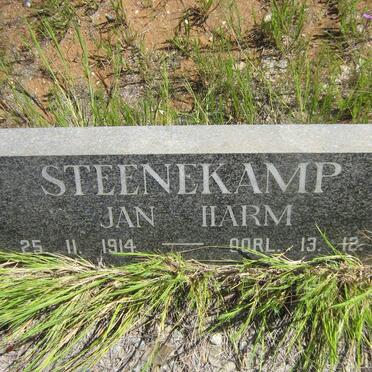 STEENEKAMP
JAN HARM
25. 11. 1914 — OORL. 13. 12.